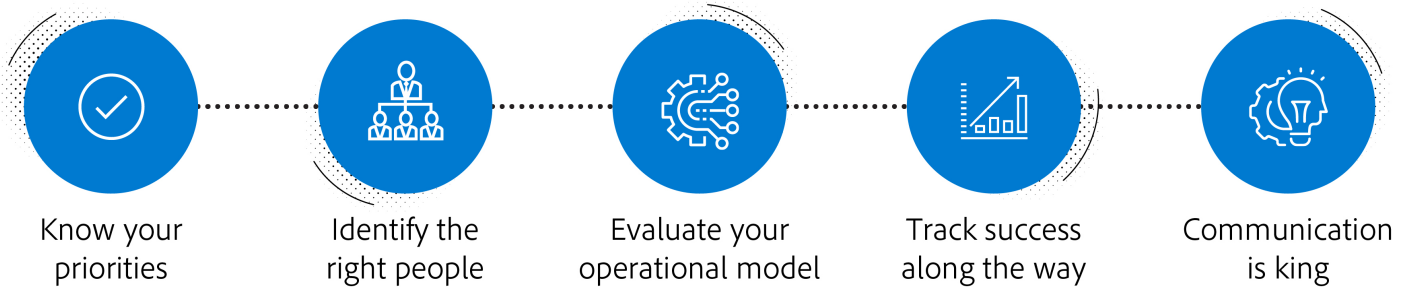 Know your
priorities
Identify the
right people
Evaluate your
operational model
Track success
along the way
Communication
is king